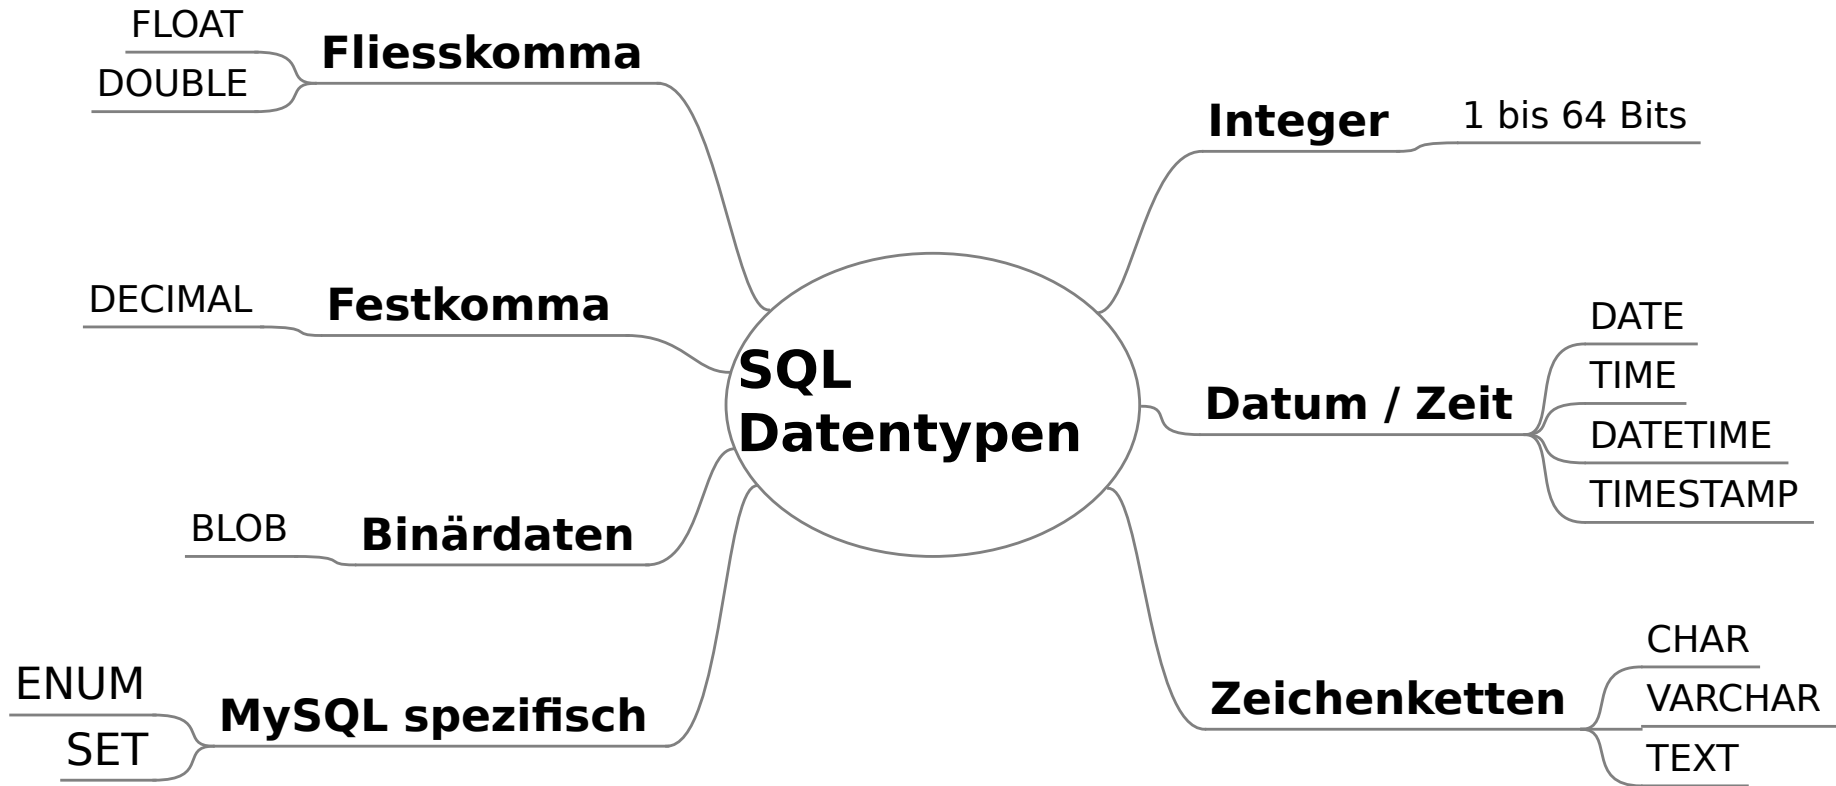 SQL
Datentypen
Fliesskomma
FLOAT
DOUBLE
Festkomma
DECIMAL
Binärdaten
BLOB
MySQL spezifisch
ENUM
SET
Integer
1 bis 64 Bits
Datum / Zeit
DATE
TIME
DATETIME
TIMESTAMP
Zeichenketten
CHAR
VARCHAR
TEXT